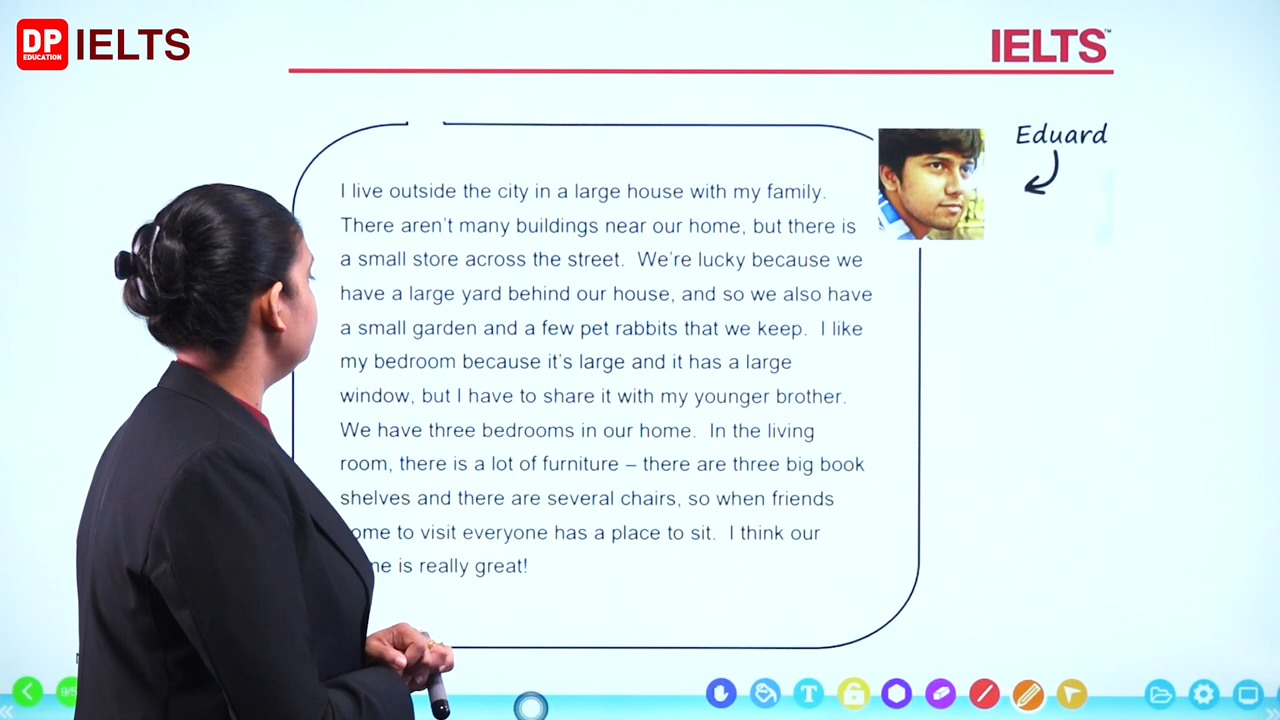 DP
EDUCATION
IELTS
IELTS™
Eduard
I live outside the city in a large house with my family.
There aren't many buildings near our home, but there is
a small store across the street. We're lucky because we
have a large yard behind our house, and so we also have
a small garden and a few pet rabbits that we keep. I like
my bedroom because it's large and it has a large
window, but I have to share it with my younger brother.
We have three bedrooms in our home. In the living
room, there is a lot of furniture – there are three big book
shelves and there are several chairs, so when friends
to visit everyone has a place to sit. I think our
is really great!
T